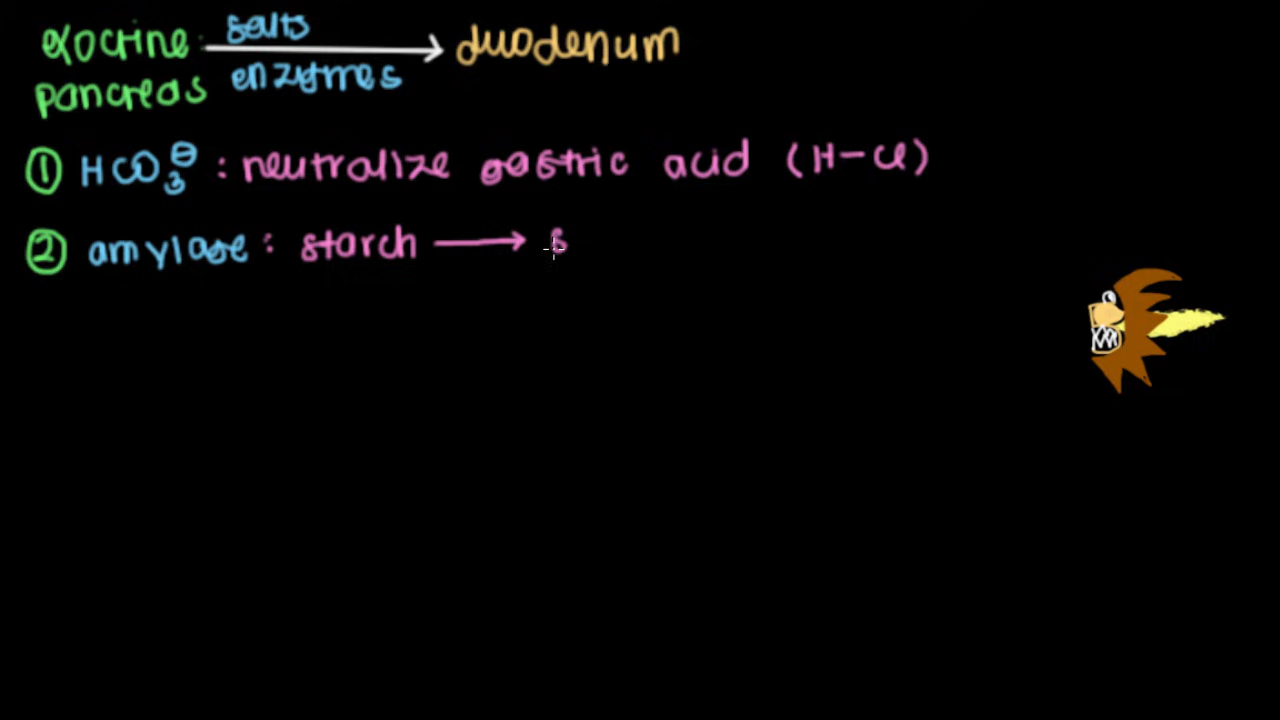 exocrine salts → duodenum
pancreas enzymes
① HCO₃⊖ : neutralize gastric acid (H-Cl)
② amylase : starch → s